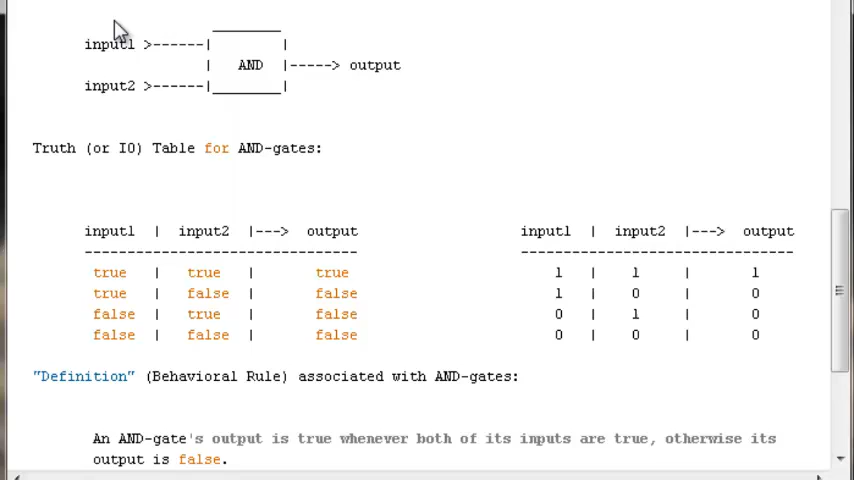 input1 >------|        |
|   AND  |-----> output
input2 >------|________|
Truth (or IO) Table for AND-gates:
input1  |  input2  |--->  output
--------------------------------
true   |   true   |       true
true   |   false  |       false
false  |   true   |       false
false  |   false  |       false
input1  |  input2  |--->  output
--------------------------------
1   |    1     |       1
1   |    0     |       0
0   |    1     |       0
0   |    0     |       0
"Definition" (Behavioral Rule) associated with AND-gates:
An AND-gate's output is true whenever both of its inputs are true, otherwise its
output is false.